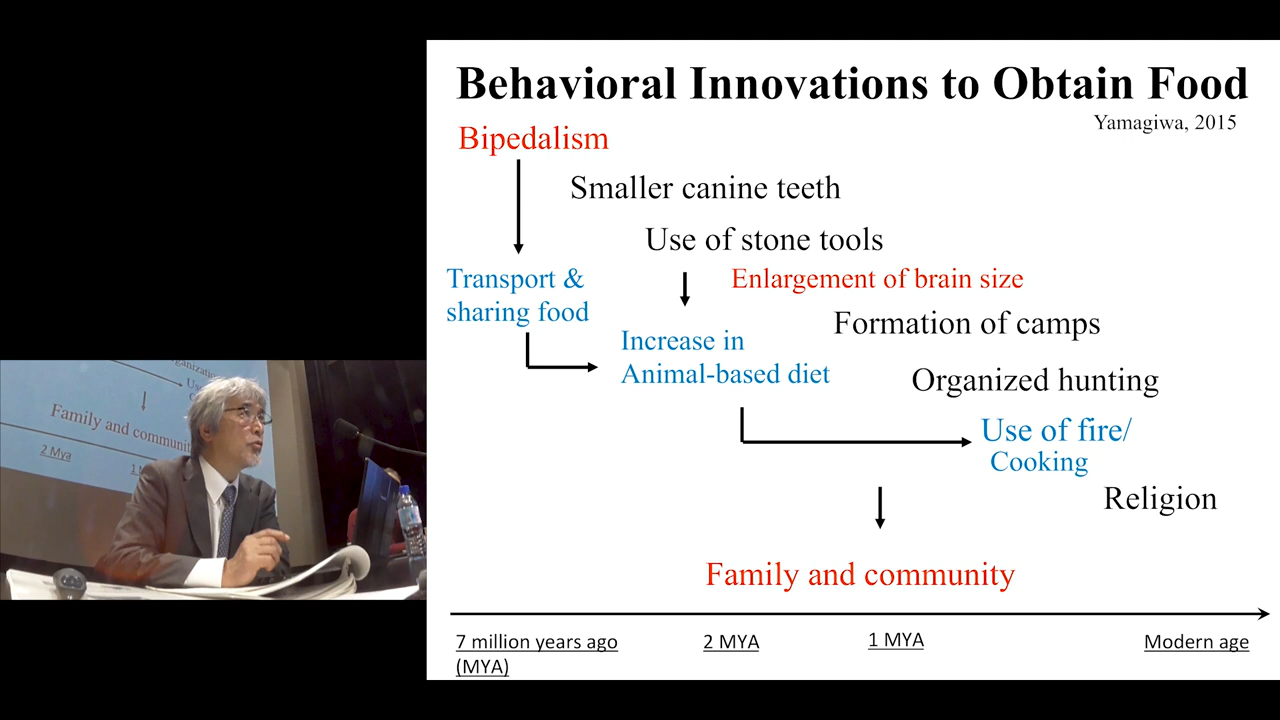 Behavioral Innovations to Obtain Food
Yamagiwa, 2015
Bipedalism
Smaller canine teeth
Use of stone tools
Transport &
sharing food
Enlargement of brain size
Formation of camps
Increase in
Animal-based diet
Organized hunting
Use of fire/
Cooking
Religion
Family and community
7 million years ago
(MYA)
2 MYA
1 MYA
Modern age
Family and community
2 Mya